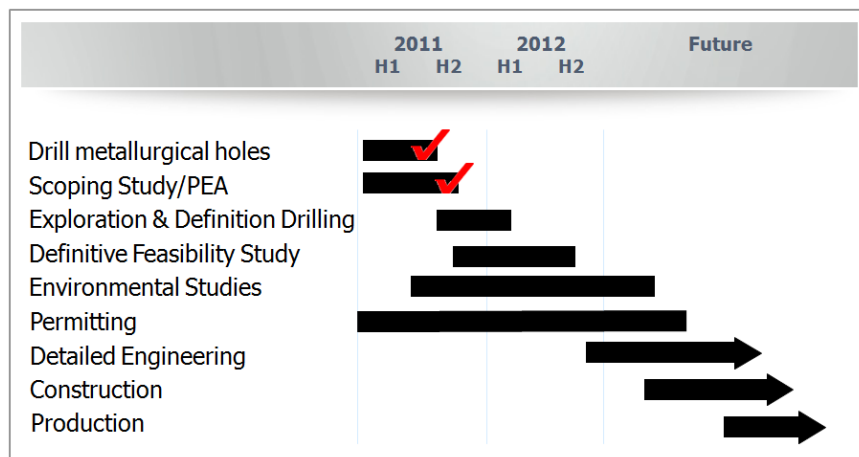 2011 2012 Future
H1 H2 H1 H2
Drill metallurgical holes
Scoping Study/PEA
Exploration & Definition Drilling
Definitive Feasibility Study
Environmental Studies
Permitting
Detailed Engineering
Construction
Production